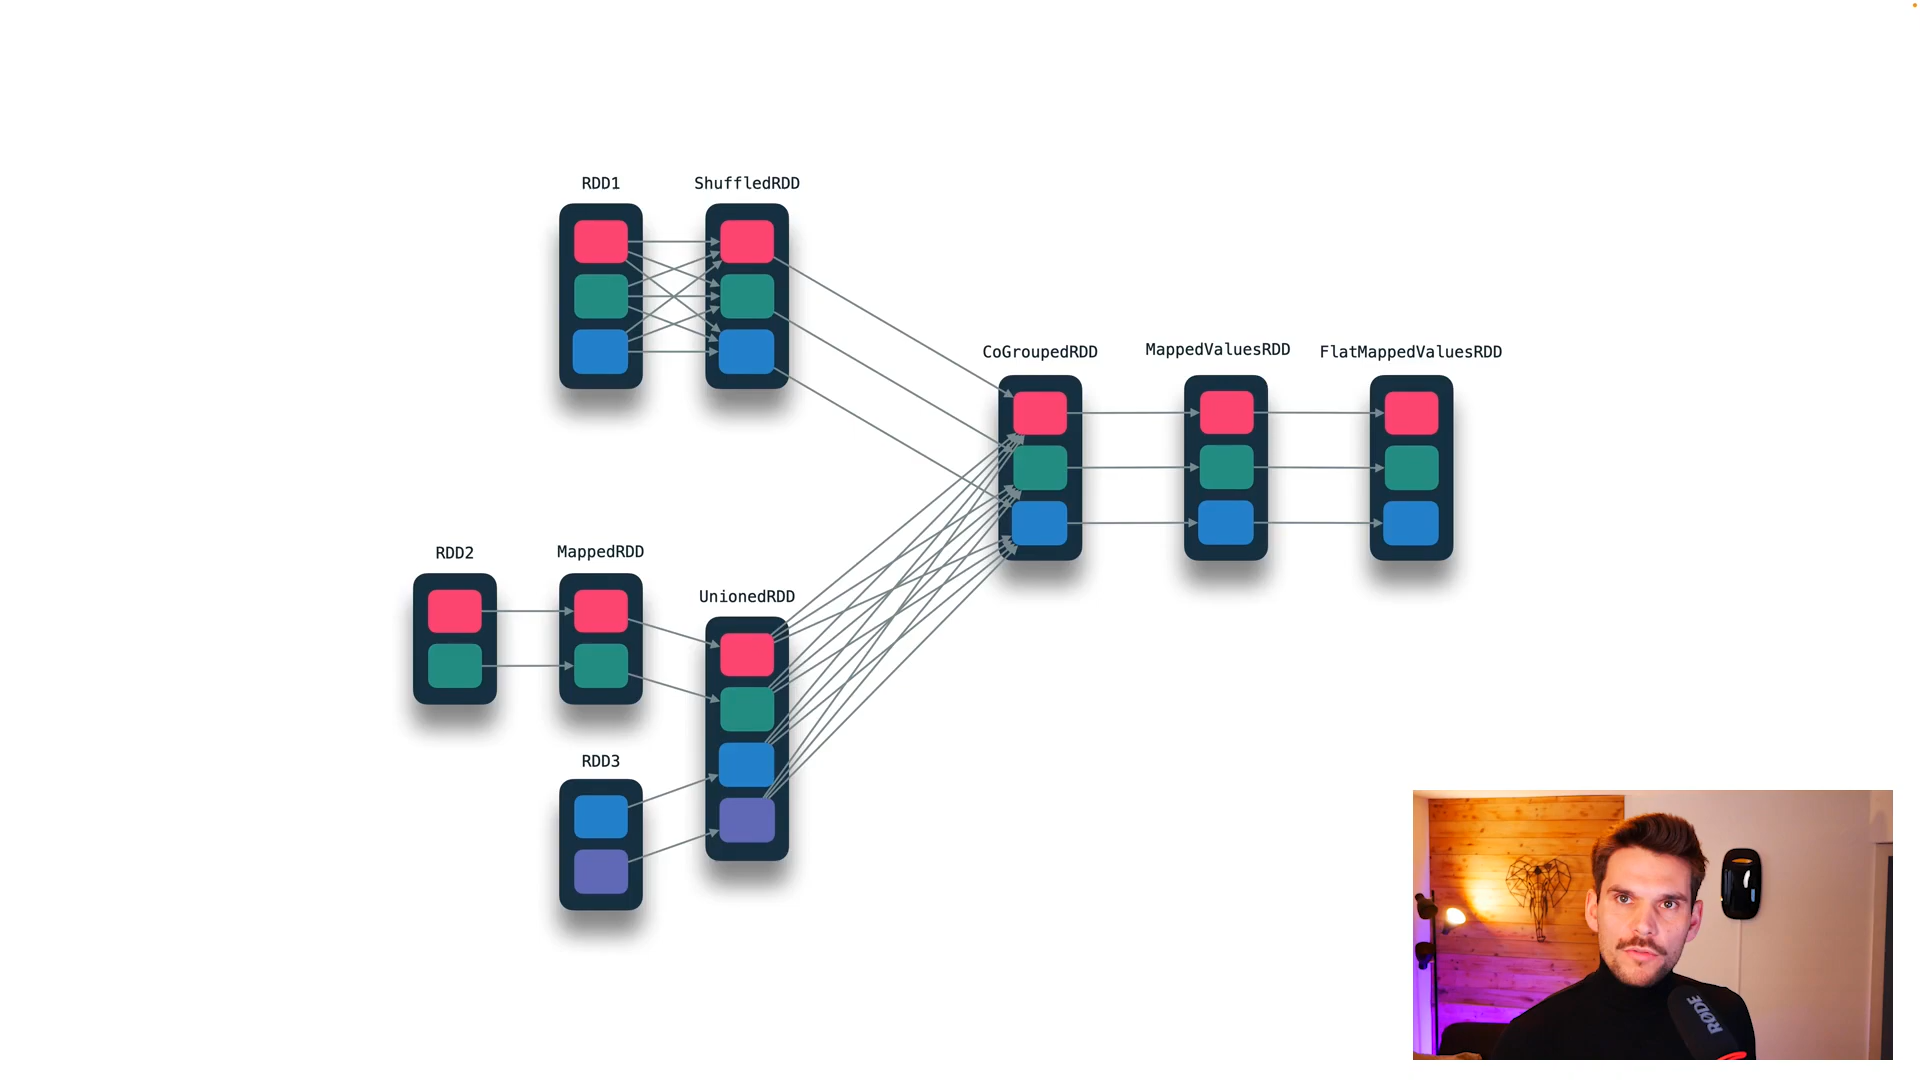 RDD1
ShuffledRDD
CoGroupedRDD
MappedValuesRDD
FlatMappedValuesRDD
RDD2
MappedRDD
UnionedRDD
RDD3
RØDE